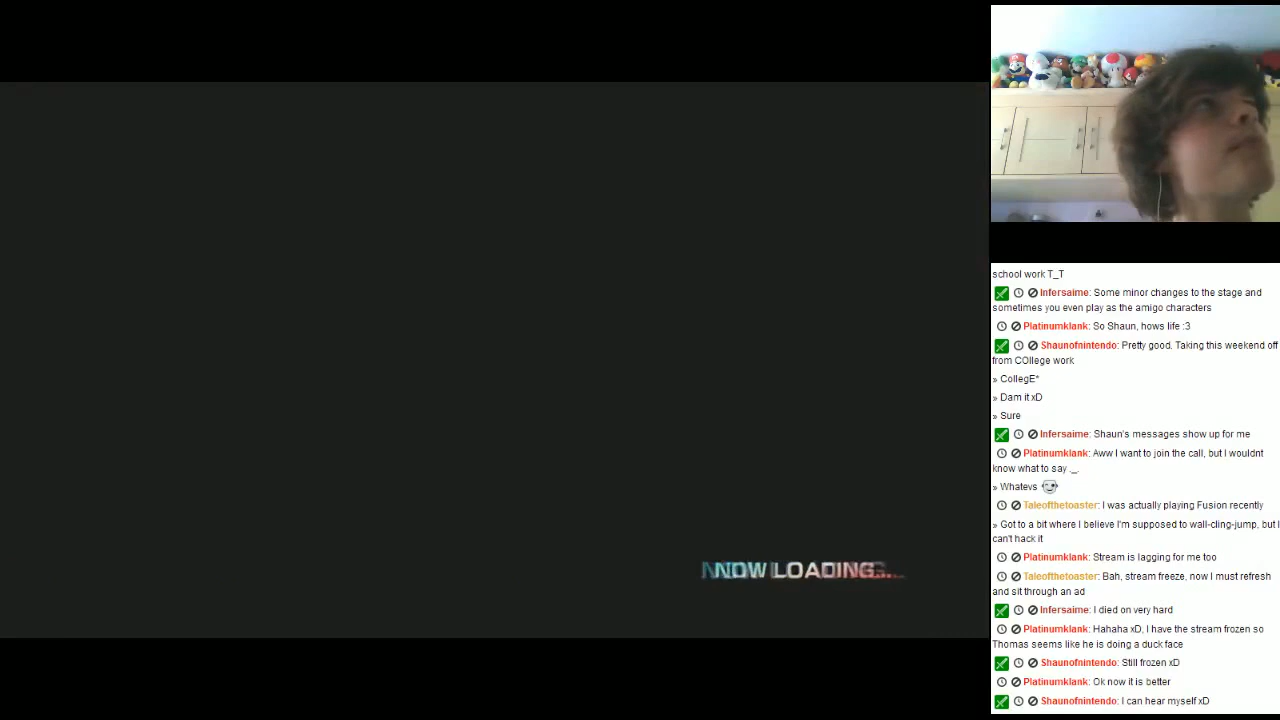 NOW LOADING...
school work T_T
Infersaime: Some minor changes to the stage and
sometimes you even play as the amigo characters
Platinumklank: So Shaun, hows life :3
Shaunofnintendo: Pretty good. Taking this weekend off
from COllege work
» CollegE*
» Dam it xD
» Sure
Infersaime: Shaun's messages show up for me
Platinumklank: Aww I want to join the call, but I wouldnt
know what to say ._.
» Whatevs
Taleofthetoaster: I was actually playing Fusion recently
» Got to a bit where I believe I'm supposed to wall-cling-jump, but I
can't hack it
Platinumklank: Stream is lagging for me too
Taleofthetoaster: Bah, stream freeze, now I must refresh
and sit through an ad
Infersaime: I died on very hard
Platinumklank: Hahaha xD, I have the stream frozen so
Thomas seems like he is doing a duck face
Shaunofnintendo: Still frozen xD
Platinumklank: Ok now it is better
Shaunofnintendo: I can hear myself xD